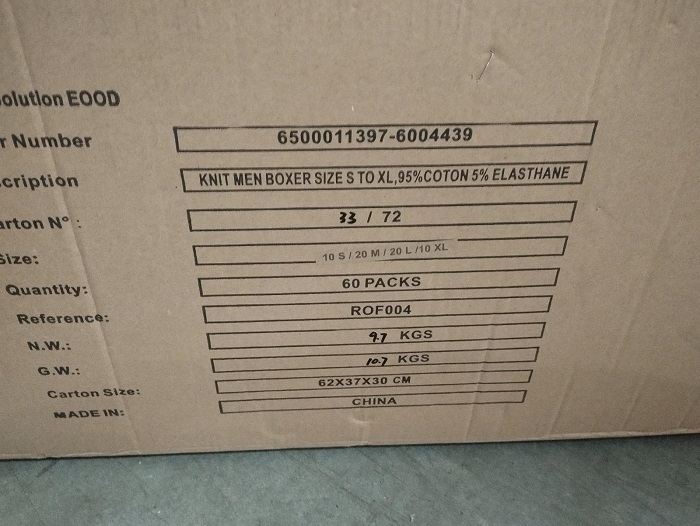 olution EOOD
r Number 6500011397-6004439
cription KNIT MEN BOXER SIZE S TO XL,95%COTON 5% ELASTHANE
arton N° : 33 / 72
Size: 10 S / 20 M / 20 L /10 XL
Quantity: 60 PACKS
Reference: ROF004
N.W.: 9.7 KGS
G.W.: 10.7 KGS
Carton Size: 62X37X30 CM
MADE IN: CHINA